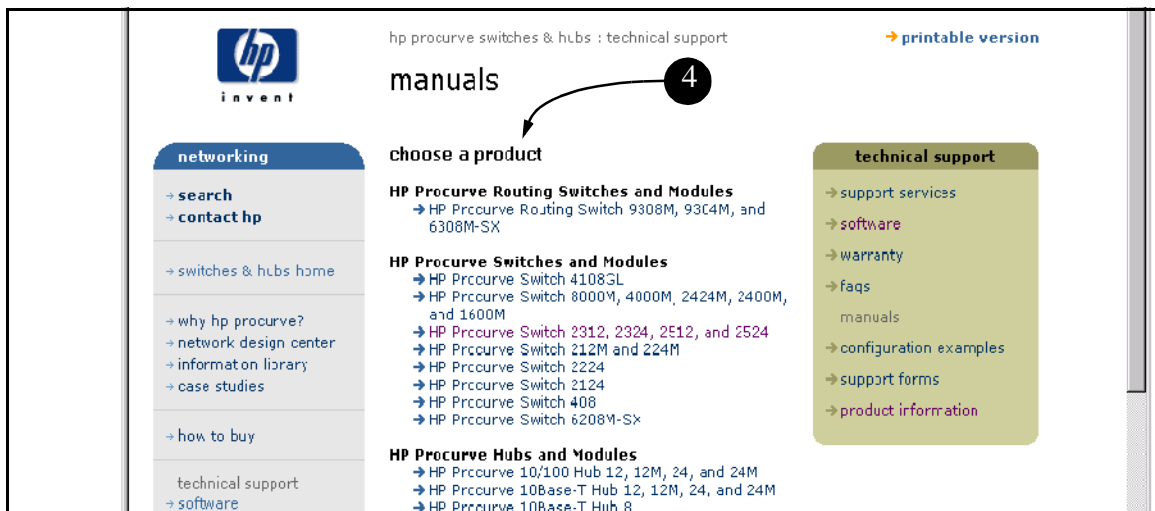 hp
invent
hp procurve switches & hubs : technical support
printable version
manuals
4
networking
search
contact hp
switches & hubs home
why hp procurve?
network design center
information library
case studies
how to buy
technical support
software
choose a product
HP Procurve Routing Switches and Modules
HP Procurve Routing Switch 9308M, 9304M, and
6308M-SX
HP Procurve Switches and Modules
HP Procurve Switch 4108GL
HP Procurve Switch 8000M, 4000M, 2424M, 2400M,
and 1600M
HP Procurve Switch 2312, 2324, 2512, and 2524
HP Procurve Switch 212M and 224M
HP Procurve Switch 2224
HP Procurve Switch 2124
HP Procurve Switch 408
HP Procurve Switch 6208M-SX
HP Procurve Hubs and Modules
HP Procurve 10/100 Hub 12, 12M, 24, and 24M
HP Procurve 10Base-T Hub 12, 12M, 24, and 24M
HP Procurve 10Base-T Hub 8
technical support
support services
software
warranty
faqs
manuals
configuration examples
support forms
product information